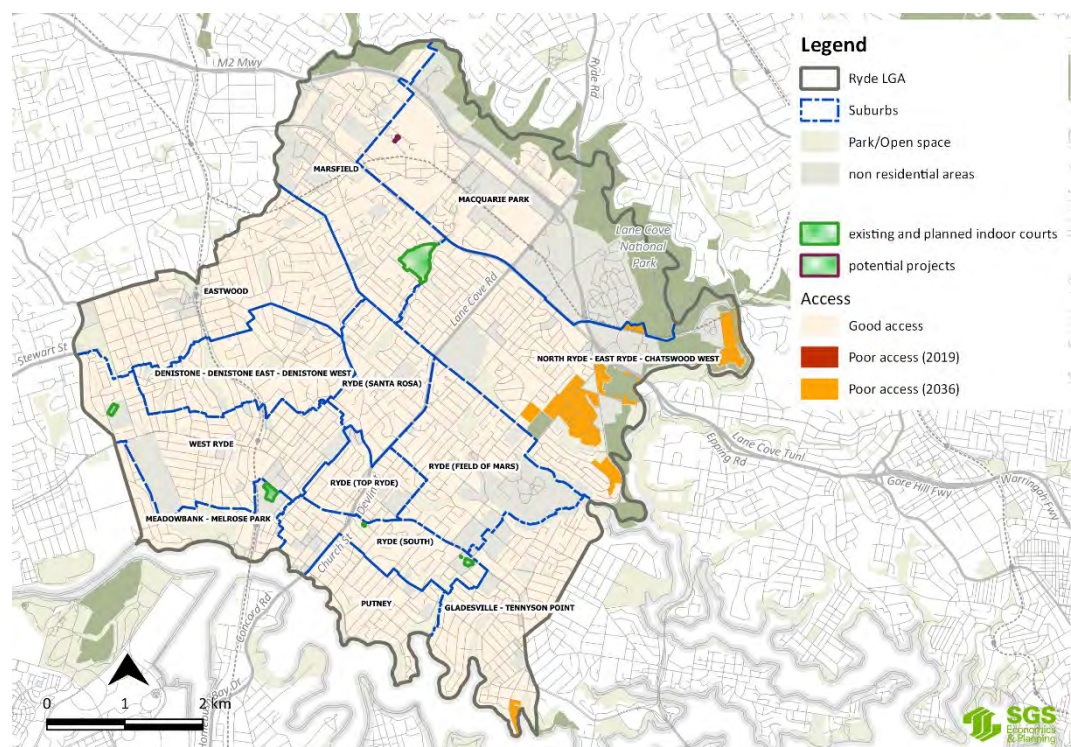 M2 Mwy
Ryde Rd
MARSFIELD
MACQUARIE PARK
Lane Cove
National
Park
Lane Cove Rd
EASTWOOD
Stewart St
DENISTONE - DENISTONE EAST - DENISTONE WEST
RYDE (SANTA ROSA)
NORTH RYDE - EAST RYDE - CHATSWOOD WEST
WEST RYDE
RYDE (FIELD OF MARS)
RYDE (TOP RYDE)
Devlin
Epping Rd
Lane Cove Tunl
Gore Hill Fwy
Warringah Fwy
MEADOWBANK - MELROSE PARK
Church St
RYDE (SOUTH)
PUTNEY
GLADESVILLE - TENNYSON POINT
Concord Rd
Legend
Ryde LGA
Suburbs
Park/Open space
non residential areas
existing and planned indoor courts
potential projects
Access
Good access
Poor access (2019)
Poor access (2036)
0 1 2 km
SGS
Economics
& Planning